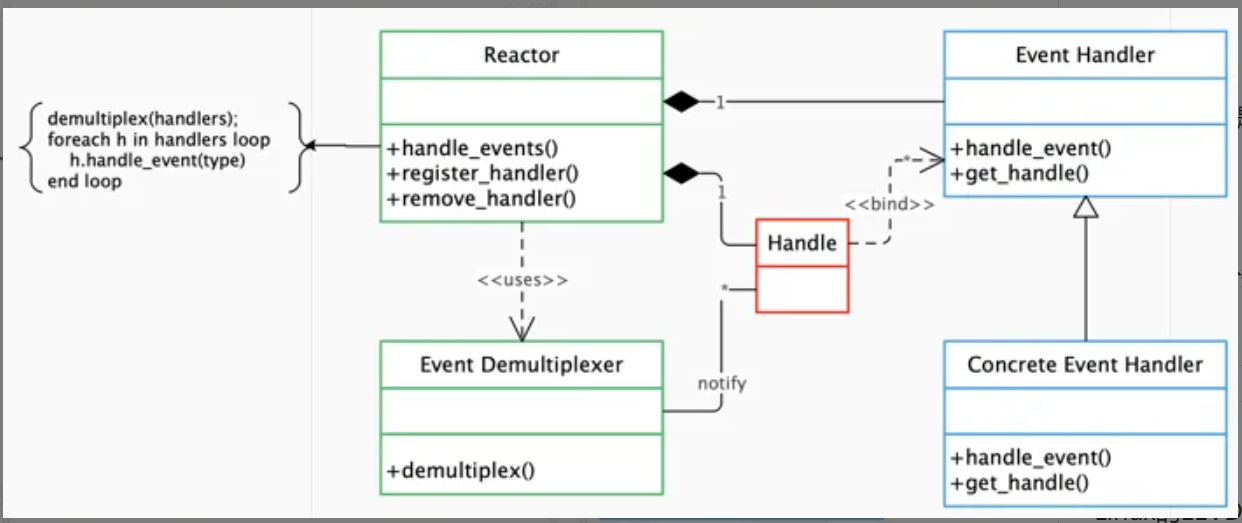 Reactor
+handle_events()
+register_handler()
+remove_handler()
demultiplex(handlers);
foreach h in handlers loop
h.handle_event(type)
end loop
1
1
Event Handler
+handle_event()
+get_handle()
*
<<bind>>
Handle
<<uses>>
*
notify
Event Demultiplexer
+demultiplex()
Concrete Event Handler
+handle_event()
+get_handle()